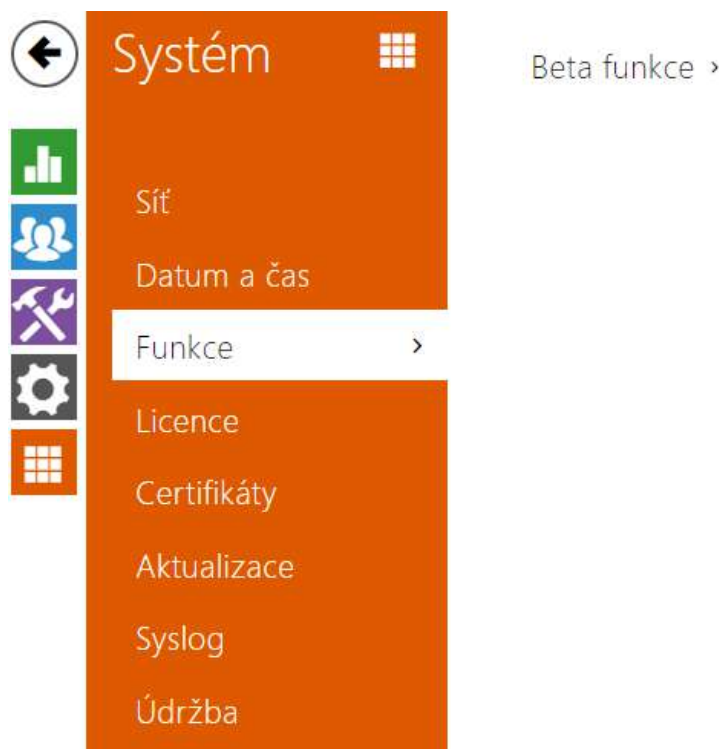 Systém
Beta funkce ›
Síť
Datum a čas
Funkce ›
Licence
Certifikáty
Aktualizace
Syslog
Údržba